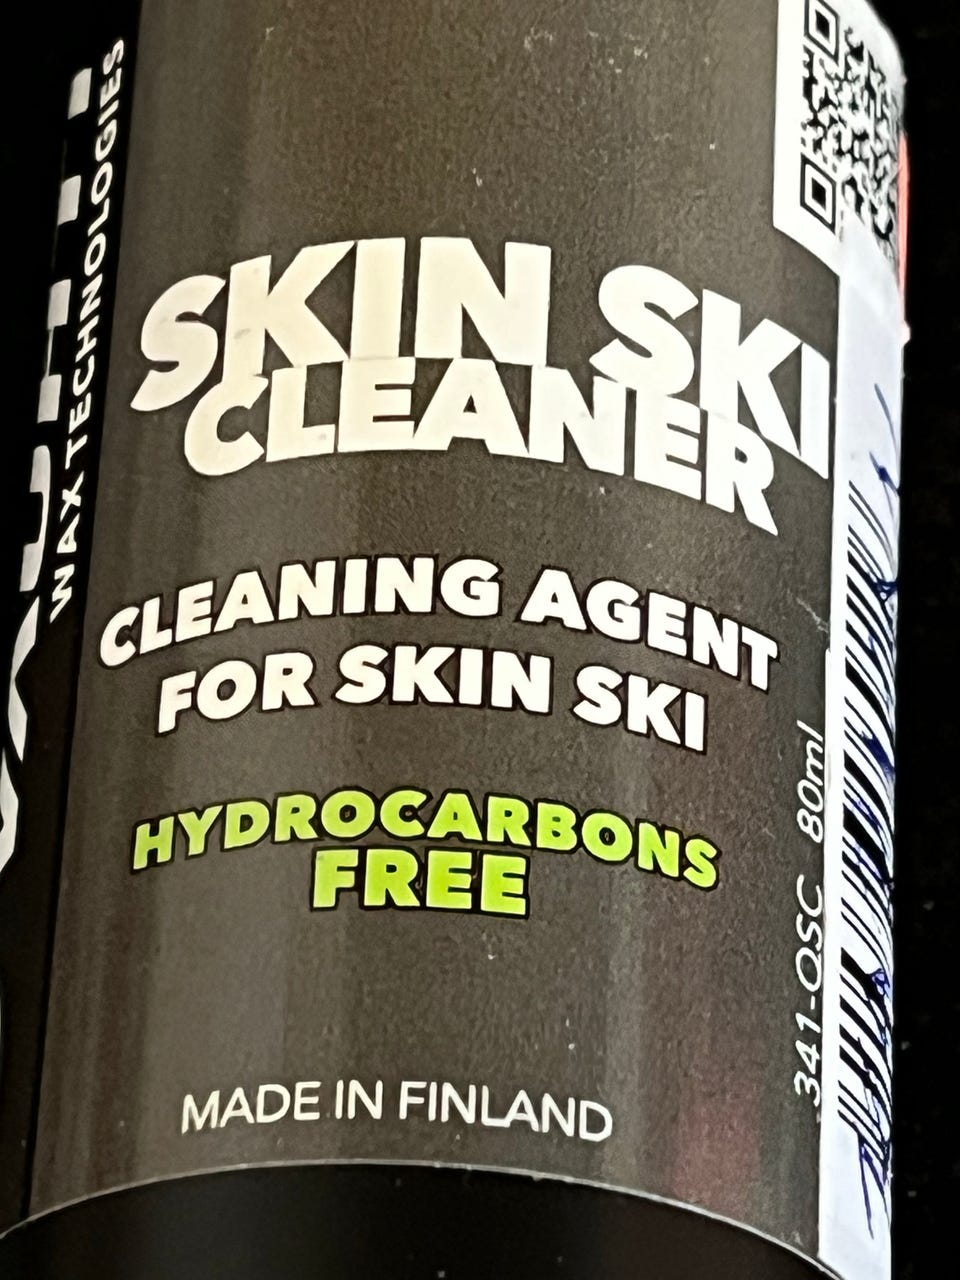 WAX TECHNOLOGIES
SKIN SKI
CLEANER
CLEANING AGENT
FOR SKIN SKI
HYDROCARBONS
FREE
MADE IN FINLAND
341-QSC 80ml